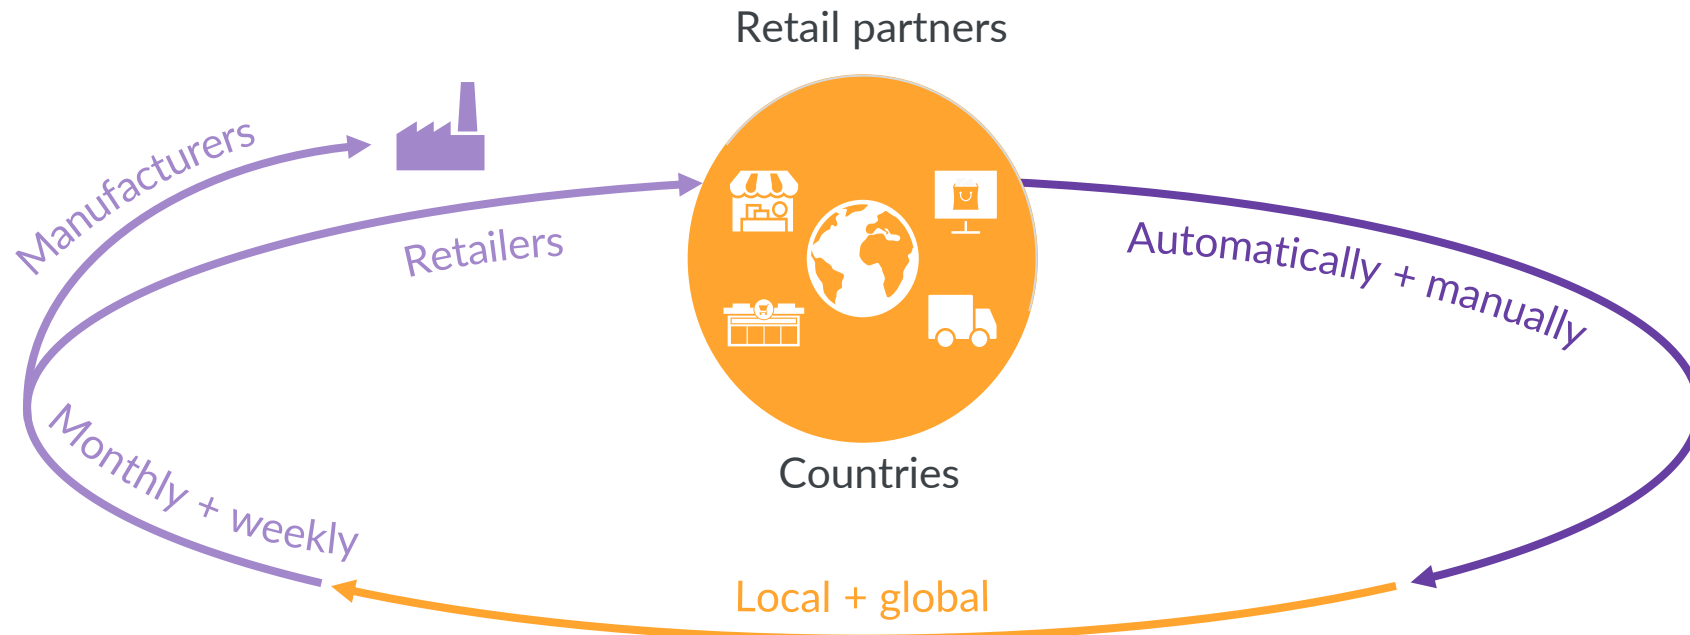 Retail partners
Manufacturers
Retailers
Automatically + manually
Countries
Monthly + weekly
Local + global